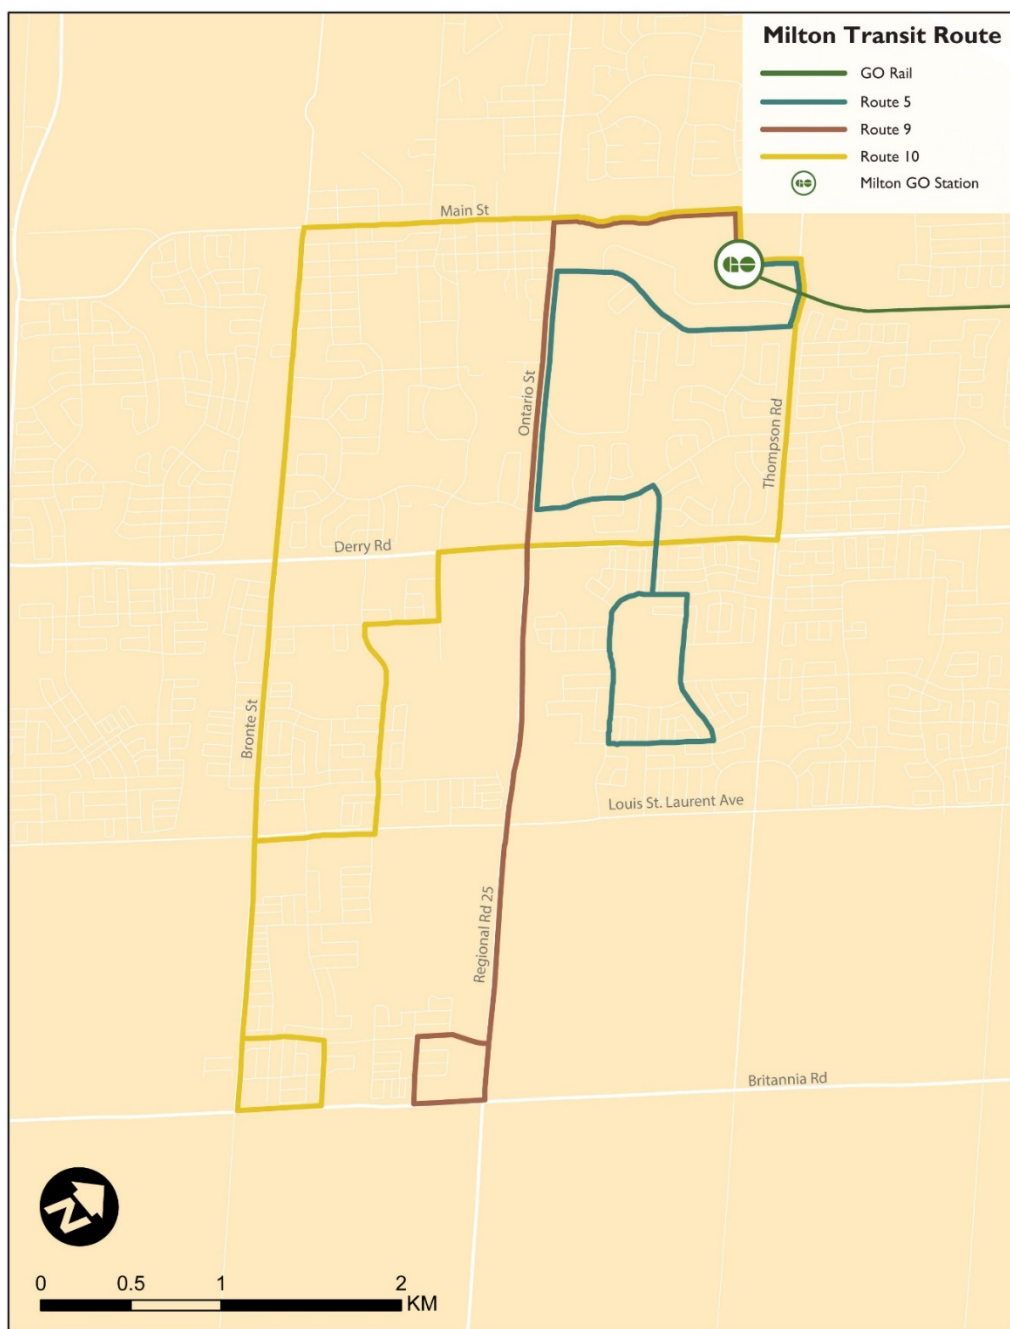 Milton Transit Route
GO Rail
Route 5
Route 9
Route 10
GO
Milton GO Station
Main St
GO
Ontario St
Thompson Rd
Derry Rd
Bronte St
Louis St. Laurent Ave
Regional Rd 25
Britannia Rd
N
0 0.5 1 2
KM